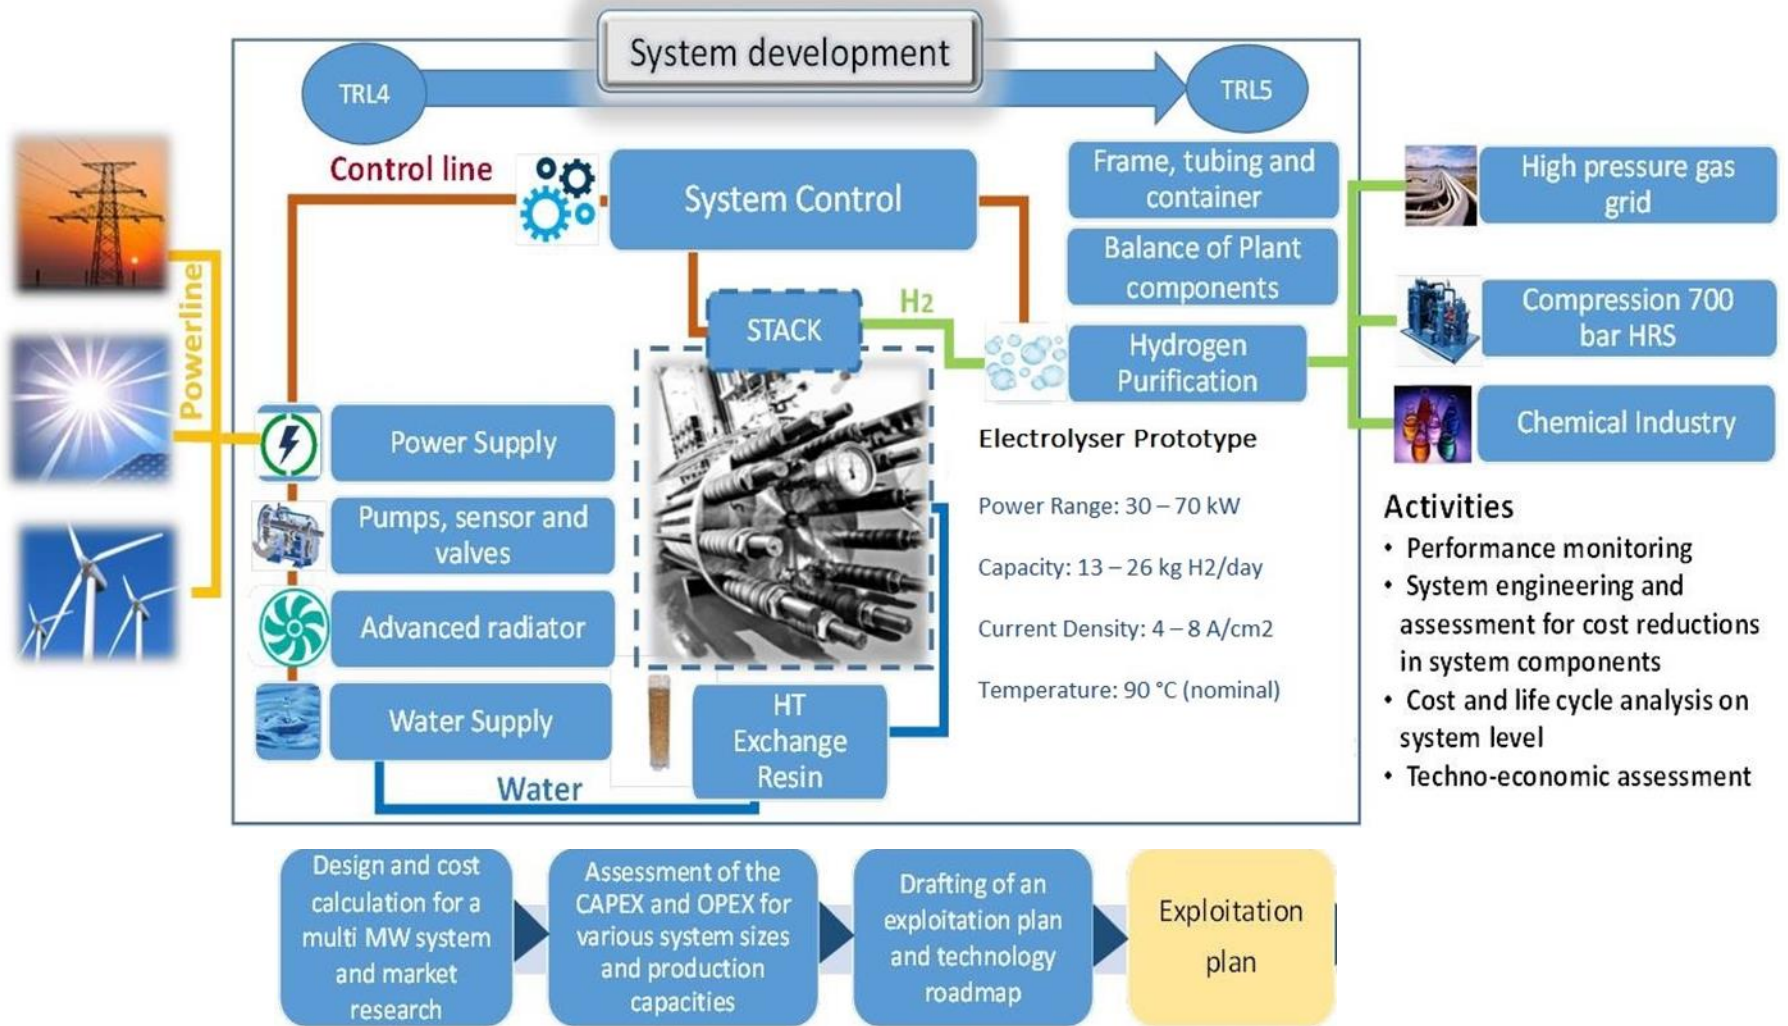 System development
TRL4
TRL5
Control line
System Control
Frame, tubing and
container
Balance of Plant
components
High pressure gas
grid
Powerline
H2
STACK
Hydrogen
Purification
Compression 700
bar HRS
Chemical Industry
Power Supply
Pumps, sensor and
valves
Advanced radiator
Water Supply
Water
HT
Exchange
Resin
Electrolyser Prototype
Power Range: 30 – 70 kW
Capacity: 13 – 26 kg H2/day
Current Density: 4 – 8 A/cm2
Temperature: 90 °C (nominal)
Activities
• Performance monitoring
• System engineering and
assessment for cost reductions
in system components
• Cost and life cycle analysis on
system level
• Techno-economic assessment
Design and cost
calculation for a
multi MW system
and market
research
Assessment of the
CAPEX and OPEX for
various system sizes
and production
capacities
Drafting of an
exploitation plan
and technology
roadmap
Exploitation
plan